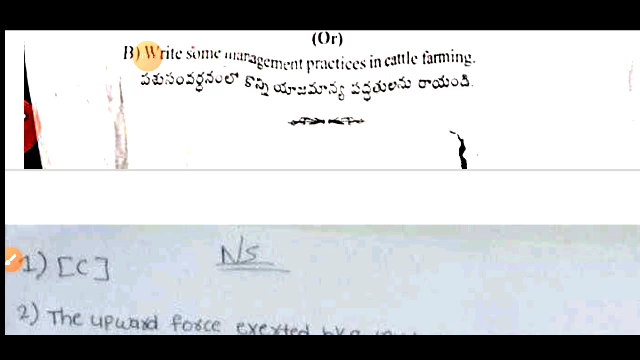 (Or)
B) Write some management practices in cattle farming.
పశుసంవర్ధనంలో కొన్ని యాజమాన్య పద్ధతులను రాయండి.
NS
1) [C]
2) The upward force exerted by a